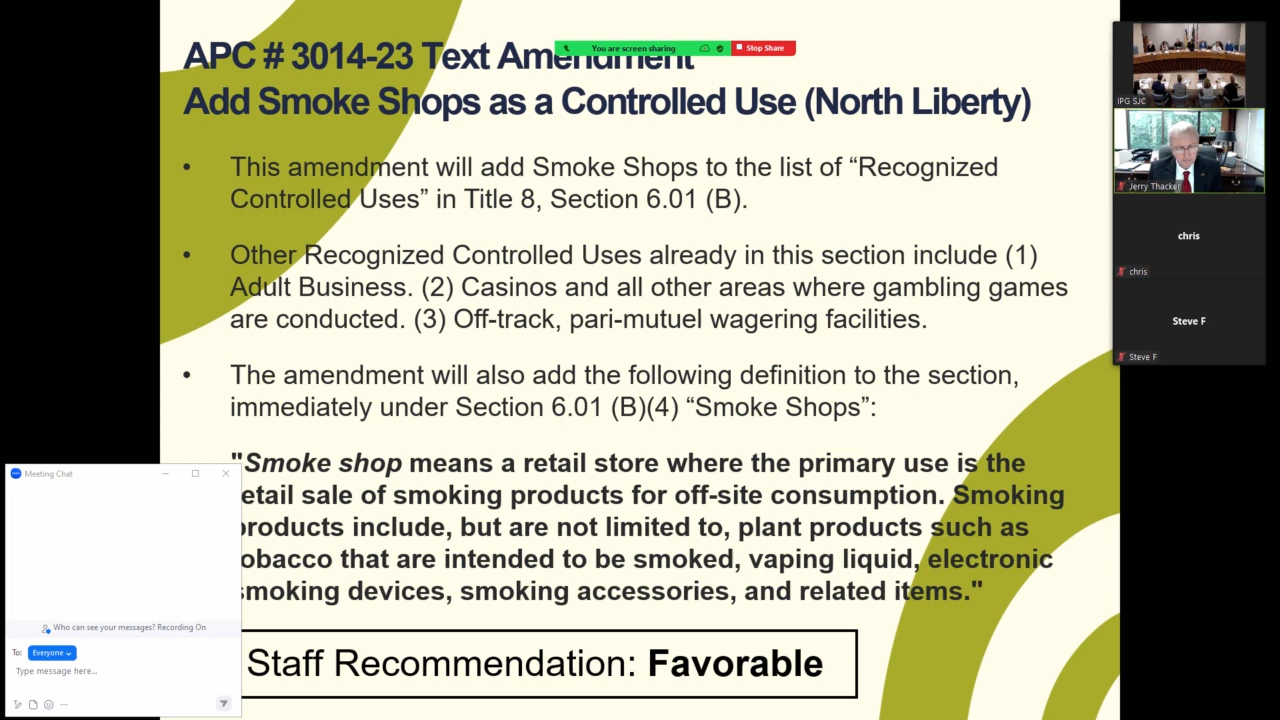 APC # 3014-23 Text Amendment
You are screen sharing
Stop Share
Add Smoke Shops as a Controlled Use (North Liberty)
• This amendment will add Smoke Shops to the list of “Recognized
Controlled Uses” in Title 8, Section 6.01 (B).
• Other Recognized Controlled Uses already in this section include (1)
Adult Business. (2) Casinos and all other areas where gambling games
are conducted. (3) Off-track, pari-mutuel wagering facilities.
• The amendment will also add the following definition to the section,
immediately under Section 6.01 (B)(4) “Smoke Shops”:
"Smoke shop means a retail store where the primary use is the
retail sale of smoking products for off-site consumption. Smoking
products include, but are not limited to, plant products such as
tobacco that are intended to be smoked, vaping liquid, electronic
smoking devices, smoking accessories, and related items."
Staff Recommendation: Favorable
IPG SJC
Jerry Thacker
chris
chris
Steve F
Steve F
Meeting Chat
Who can see your messages? Recording On
To: Everyone
Type message here...